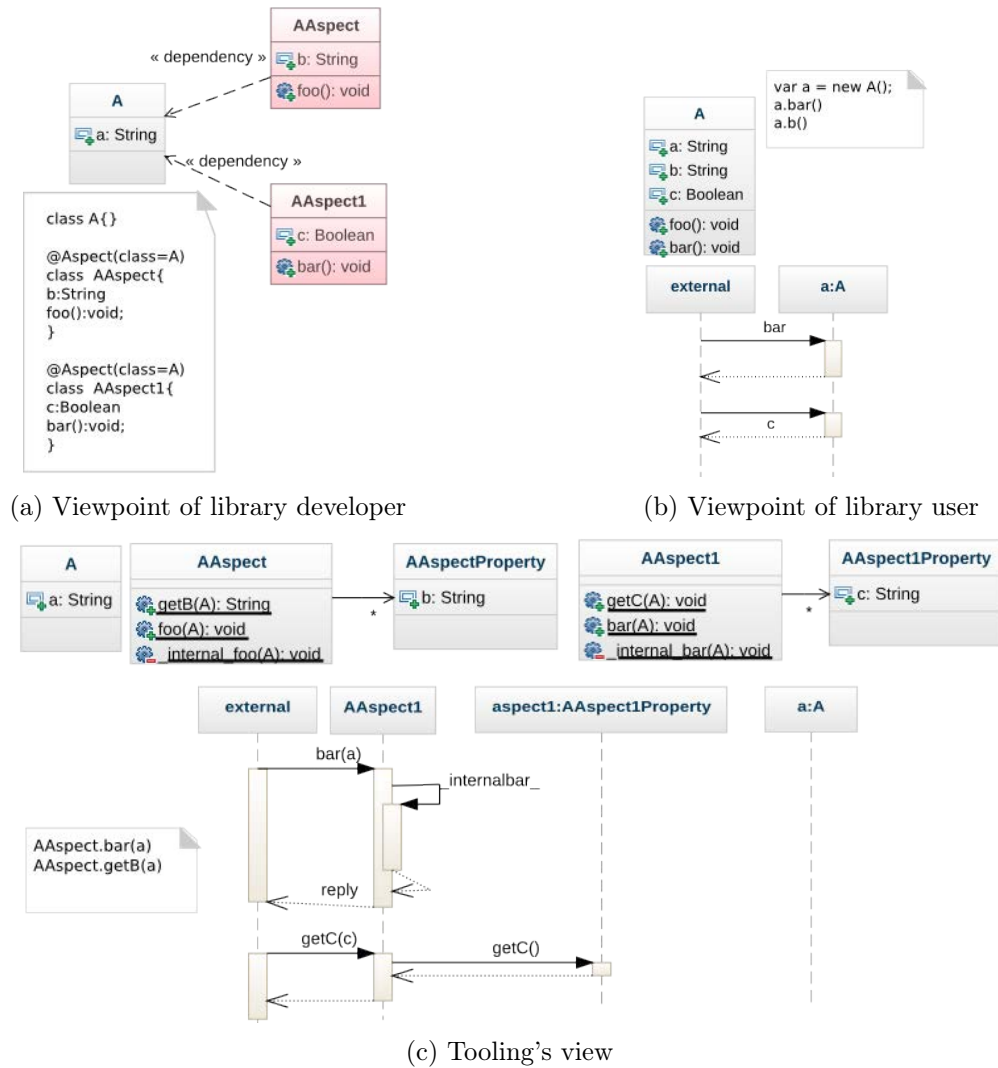 AAspect
b: String
foo(): void
« dependency »
A
a: String
« dependency »
AAspect1
c: Boolean
bar(): void
class A{}
@Aspect(class=A)
class AAspect{
b:String
foo():void;
}
@Aspect(class=A)
class AAspect1{
c:Boolean
bar():void;
}
(a) Viewpoint of library developer
var a = new A();
a.bar()
a.b()
A
a: String
b: String
c: Boolean
foo(): void
bar(): void
external
a:A
bar
c
(b) Viewpoint of library user
A
a: String
AAspect
getB(A): String
foo(A): void
_internal_foo(A): void
*
AAspectProperty
b: String
AAspect1
getC(A): void
bar(A): void
_internal_bar(A): void
*
AAspect1Property
c: String
external
AAspect1
aspect1:AAspect1Property
a:A
bar(a)
_internalbar_
reply
getC(c)
getC()
AAspect.bar(a)
AAspect.getB(a)
(c) Tooling's view